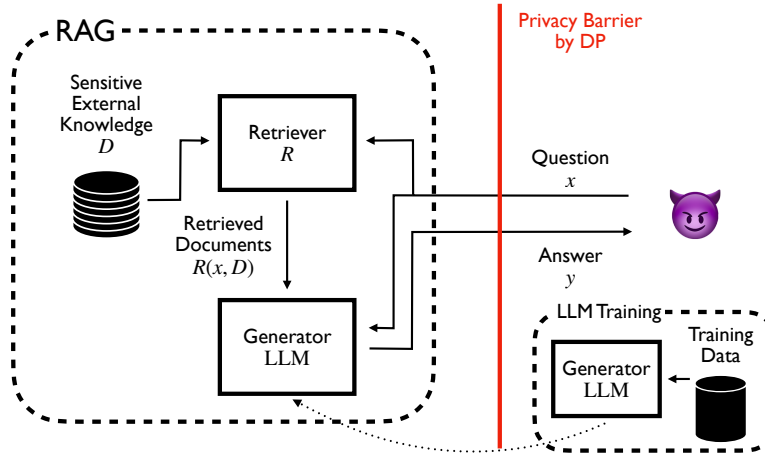 RAG
Privacy Barrier
by DP
Sensitive
External
Knowledge
D
Retriever
R
Question
x
Retrieved
Documents
R(x, D)
Answer
y
Generator
LLM
LLM Training
Training
Data
Generator
LLM